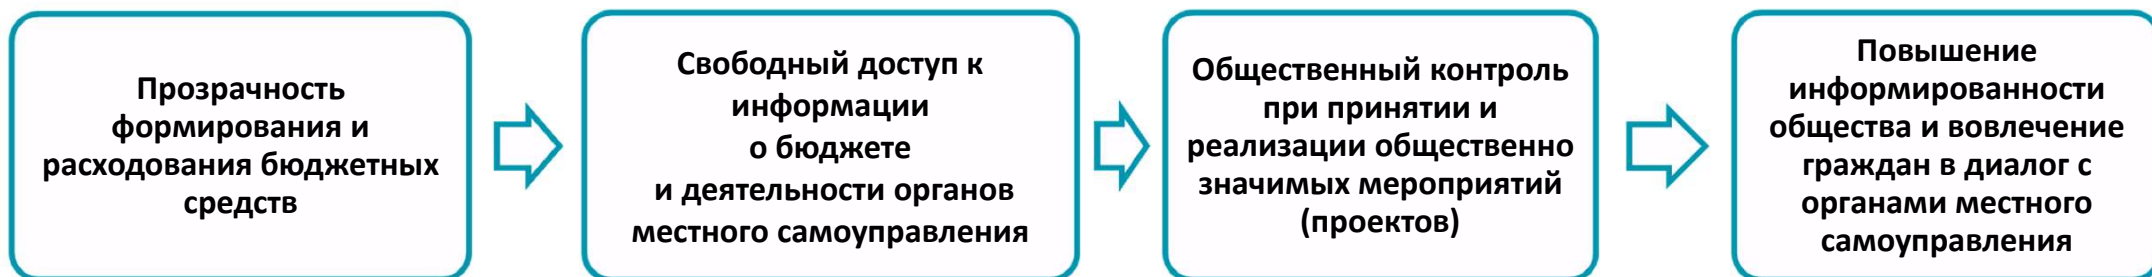 Прозрачность
формирования и
расходования бюджетных
средств
Свободный доступ к
информации
о бюджете
и деятельности органов
местного самоуправления
Общественный контроль
при принятии и
реализации общественно
значимых мероприятий
(проектов)
Повышение
информированности
общества и вовлечение
граждан в диалог с
органами местного
самоуправления